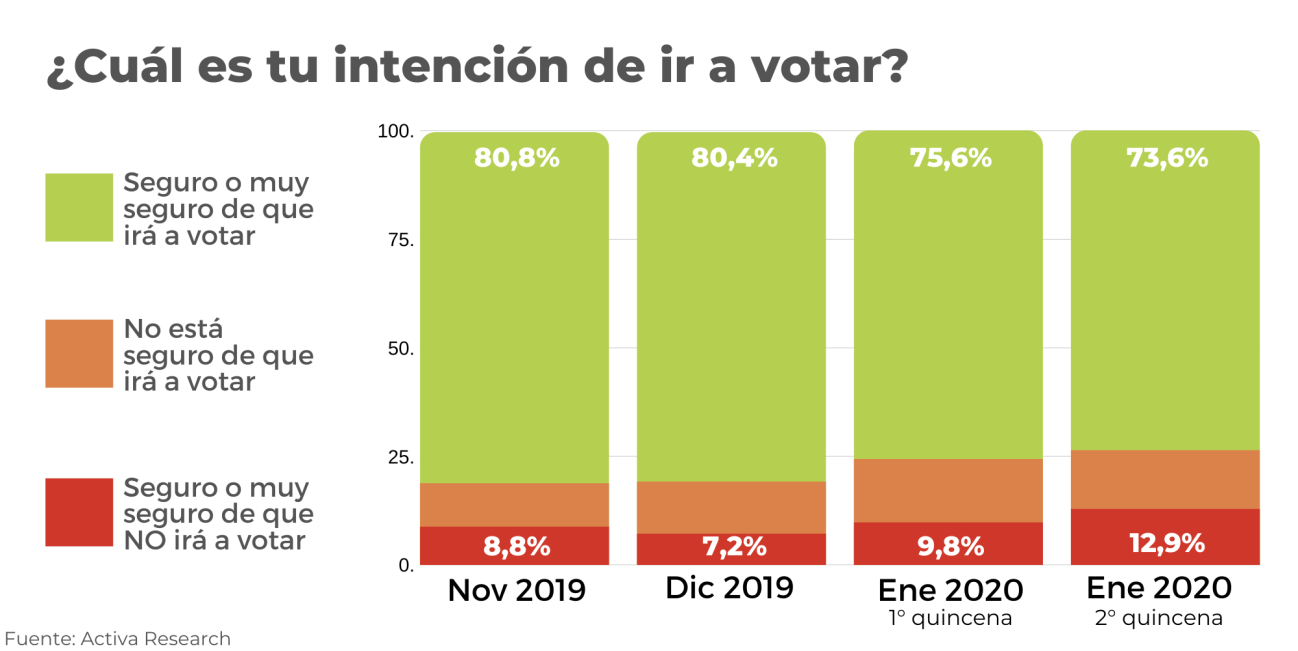 ¿Cuál es tu intención de ir a votar?
Seguro o muy
seguro de que
irá a votar
No está
seguro de que
irá a votar
Seguro o muy
seguro de que
NO irá a votar
100.
75.
50.
25.
0.
80,8%
80,4%
75,6%
73,6%
8,8%
7,2%
9,8%
12,9%
Nov 2019
Dic 2019
Ene 2020
1° quincena
Ene 2020
2° quincena
Fuente: Activa Research